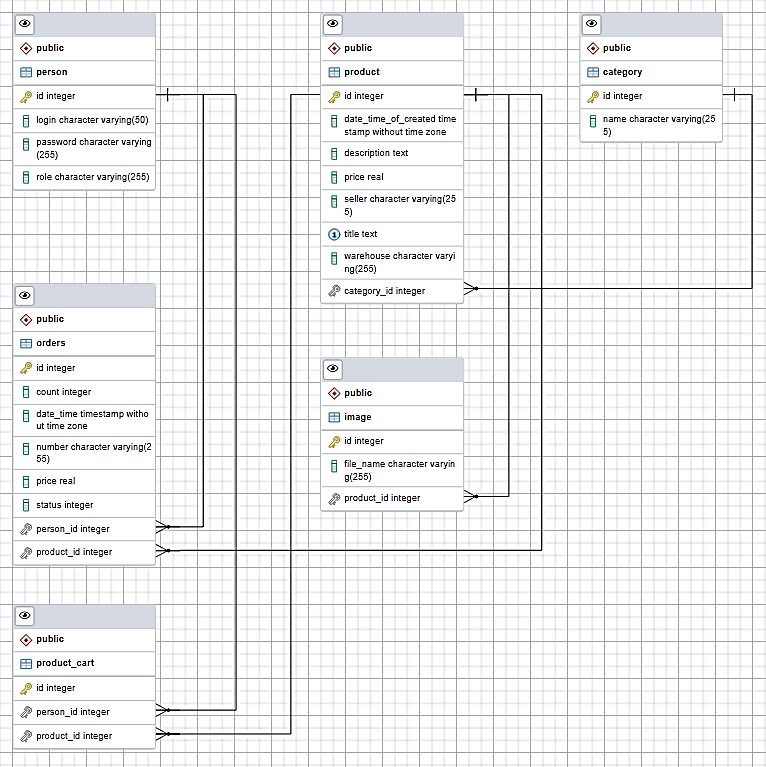 public
person
id integer
login character varying(50)
password character varying
(255)
role character varying(255)
public
product
id integer
date_time_of_created time
stamp without time zone
description text
price real
seller character varying(25
5)
title text
warehouse character varyi
ng(255)
category_id integer
public
category
id integer
name character varying(25
5)
public
orders
id integer
count integer
date_time timestamp witho
ut time zone
number character varying(2
55)
price real
status integer
person_id integer
product_id integer
public
image
id integer
file_name character varyin
g(255)
product_id integer
public
product_cart
id integer
person_id integer
product_id integer